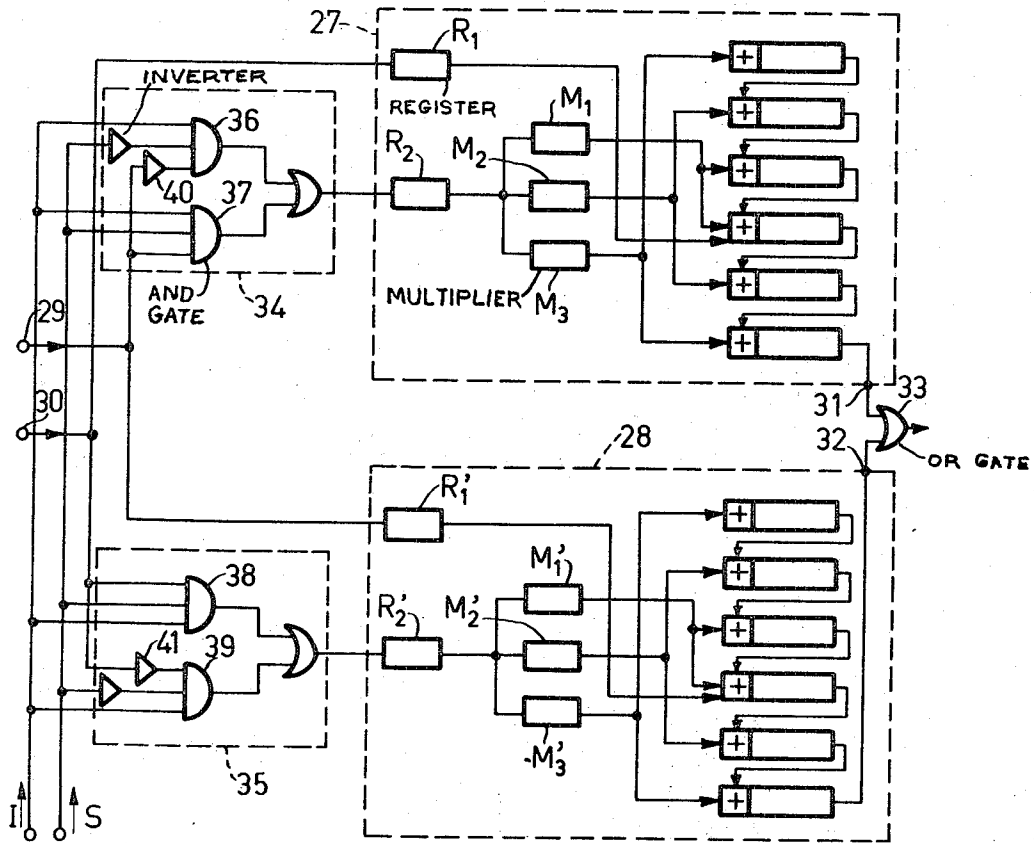 27
R₁
INVERTER
REGISTER
36
M₁
R₂
M₂
40
37
AND
GATE
34
MULTIPLIER
M₃
29
30
31
33
32
OR GATE
28
R₁'
38
M₁'
R₂'
M₂'
41
39
-M₃'
35
I
S
+
+
+
+
+
+
+
+
+
+
+
+